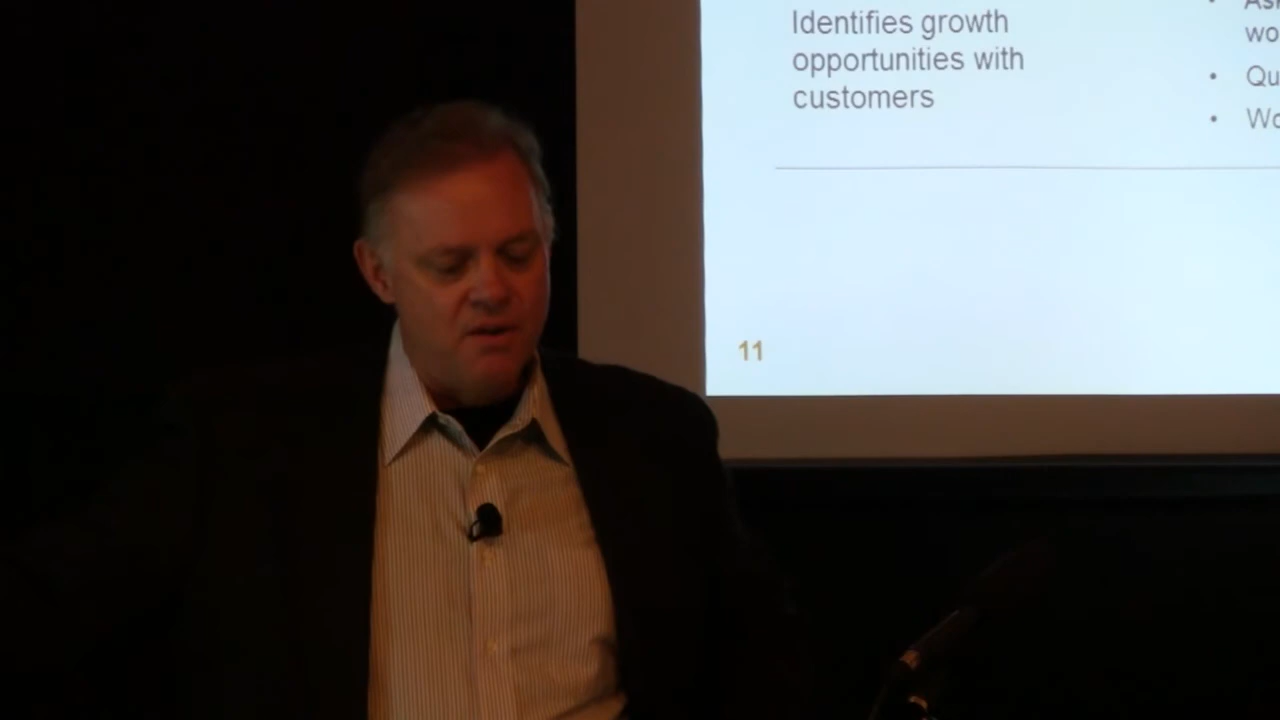 Identifies growth
opportunities with
customers
11